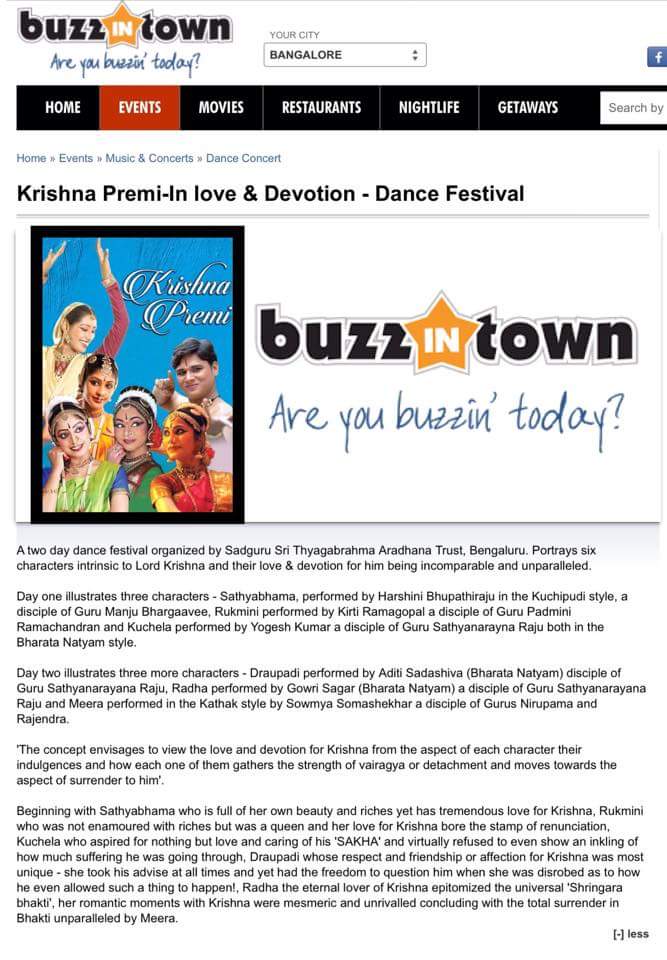 buzz IN town
Are you buzzin' today?
YOUR CITY
BANGALORE
f
HOME EVENTS MOVIES RESTAURANTS NIGHTLIFE GETAWAYS Search by
Home » Events » Music & Concerts » Dance Concert
Krishna Premi-In love & Devotion - Dance Festival
Krishna
Premi
buzz IN town
Are you buzzin' today?
A two day dance festival organized by Sadguru Sri Thyagabrahma Aradhana Trust, Bengaluru. Portrays six
characters intrinsic to Lord Krishna and their love & devotion for him being incomparable and unparalleled.
Day one illustrates three characters - Sathyabhama, performed by Harshini Bhupathiraju in the Kuchipudi style, a
disciple of Guru Manju Bhargaavee, Rukmini performed by Kirti Ramagopal a disciple of Guru Padmini
Ramachandran and Kuchela performed by Yogesh Kumar a disciple of Guru Sathyanarayna Raju both in the
Bharata Natyam style.
Day two illustrates three more characters - Draupadi performed by Aditi Sadashiva (Bharata Natyam) disciple of
Guru Sathyanarayana Raju, Radha performed by Gowri Sagar (Bharata Natyam) a disciple of Guru Sathyanarayana
Raju and Meera performed in the Kathak style by Sowmya Somashekhar a disciple of Gurus Nirupama and
Rajendra.
'The concept envisages to view the love and devotion for Krishna from the aspect of each character their
indulgences and how each one of them gathers the strength of vairagya or detachment and moves towards the
aspect of surrender to him'.
Beginning with Sathyabhama who is full of her own beauty and riches yet has tremendous love for Krishna, Rukmini
who was not enamoured with riches but was a queen and her love for Krishna bore the stamp of renunciation,
Kuchela who aspired for nothing but love and caring of his 'SAKHA' and virtually refused to even show an inkling of
how much suffering he was going through, Draupadi whose respect and friendship or affection for Krishna was most
unique - she took his advise at all times and yet had the freedom to question him when she was disrobed as to how
he even allowed such a thing to happen!, Radha the eternal lover of Krishna epitomized the universal 'Shringara
bhakti', her romantic moments with Krishna were mesmeric and unrivalled concluding with the total surrender in
Bhakti unparalleled by Meera.
[-] less